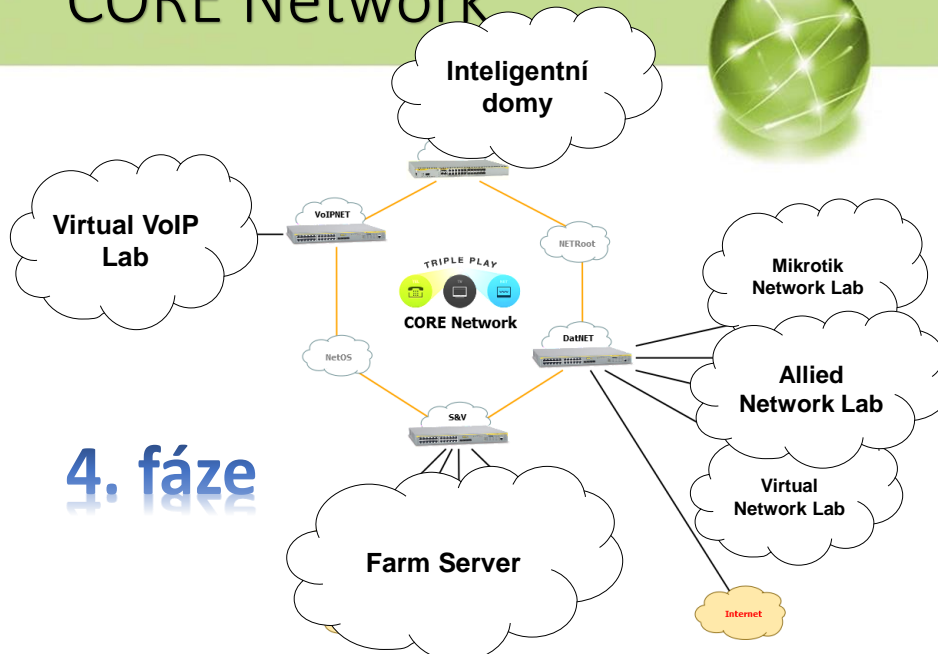 CORE Network
Inteligentní
domy
Virtual VoIP
Lab
VoIPNET
NETRoot
Mikrotik
Network Lab
TRIPLE PLAY
CORE Network
NetOS
DatNET
Allied
Network Lab
S&V
4. fáze
Virtual
Network Lab
Farm Server
Internet